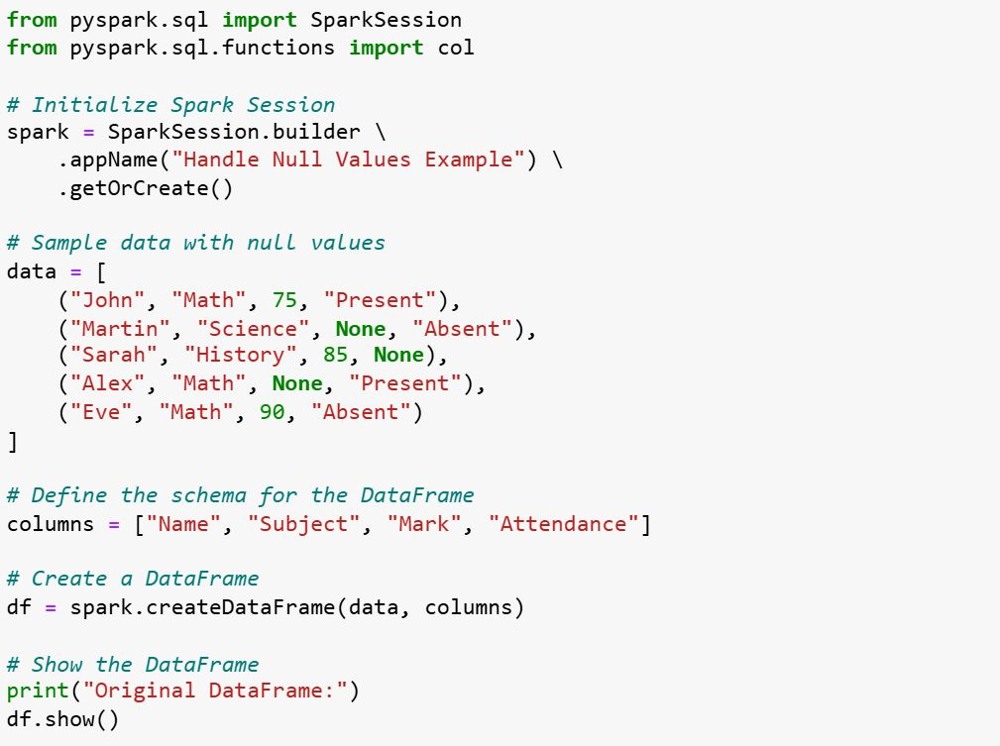 from pyspark.sql import SparkSession
from pyspark.sql.functions import col

# Initialize Spark Session
spark = SparkSession.builder \
    .appName("Handle Null Values Example") \
    .getOrCreate()

# Sample data with null values
data = [
    ("John", "Math", 75, "Present"),
    ("Martin", "Science", None, "Absent"),
    ("Sarah", "History", 85, None),
    ("Alex", "Math", None, "Present"),
    ("Eve", "Math", 90, "Absent")
]

# Define the schema for the DataFrame
columns = ["Name", "Subject", "Mark", "Attendance"]

# Create a DataFrame
df = spark.createDataFrame(data, columns)

# Show the DataFrame
print("Original DataFrame:")
df.show()